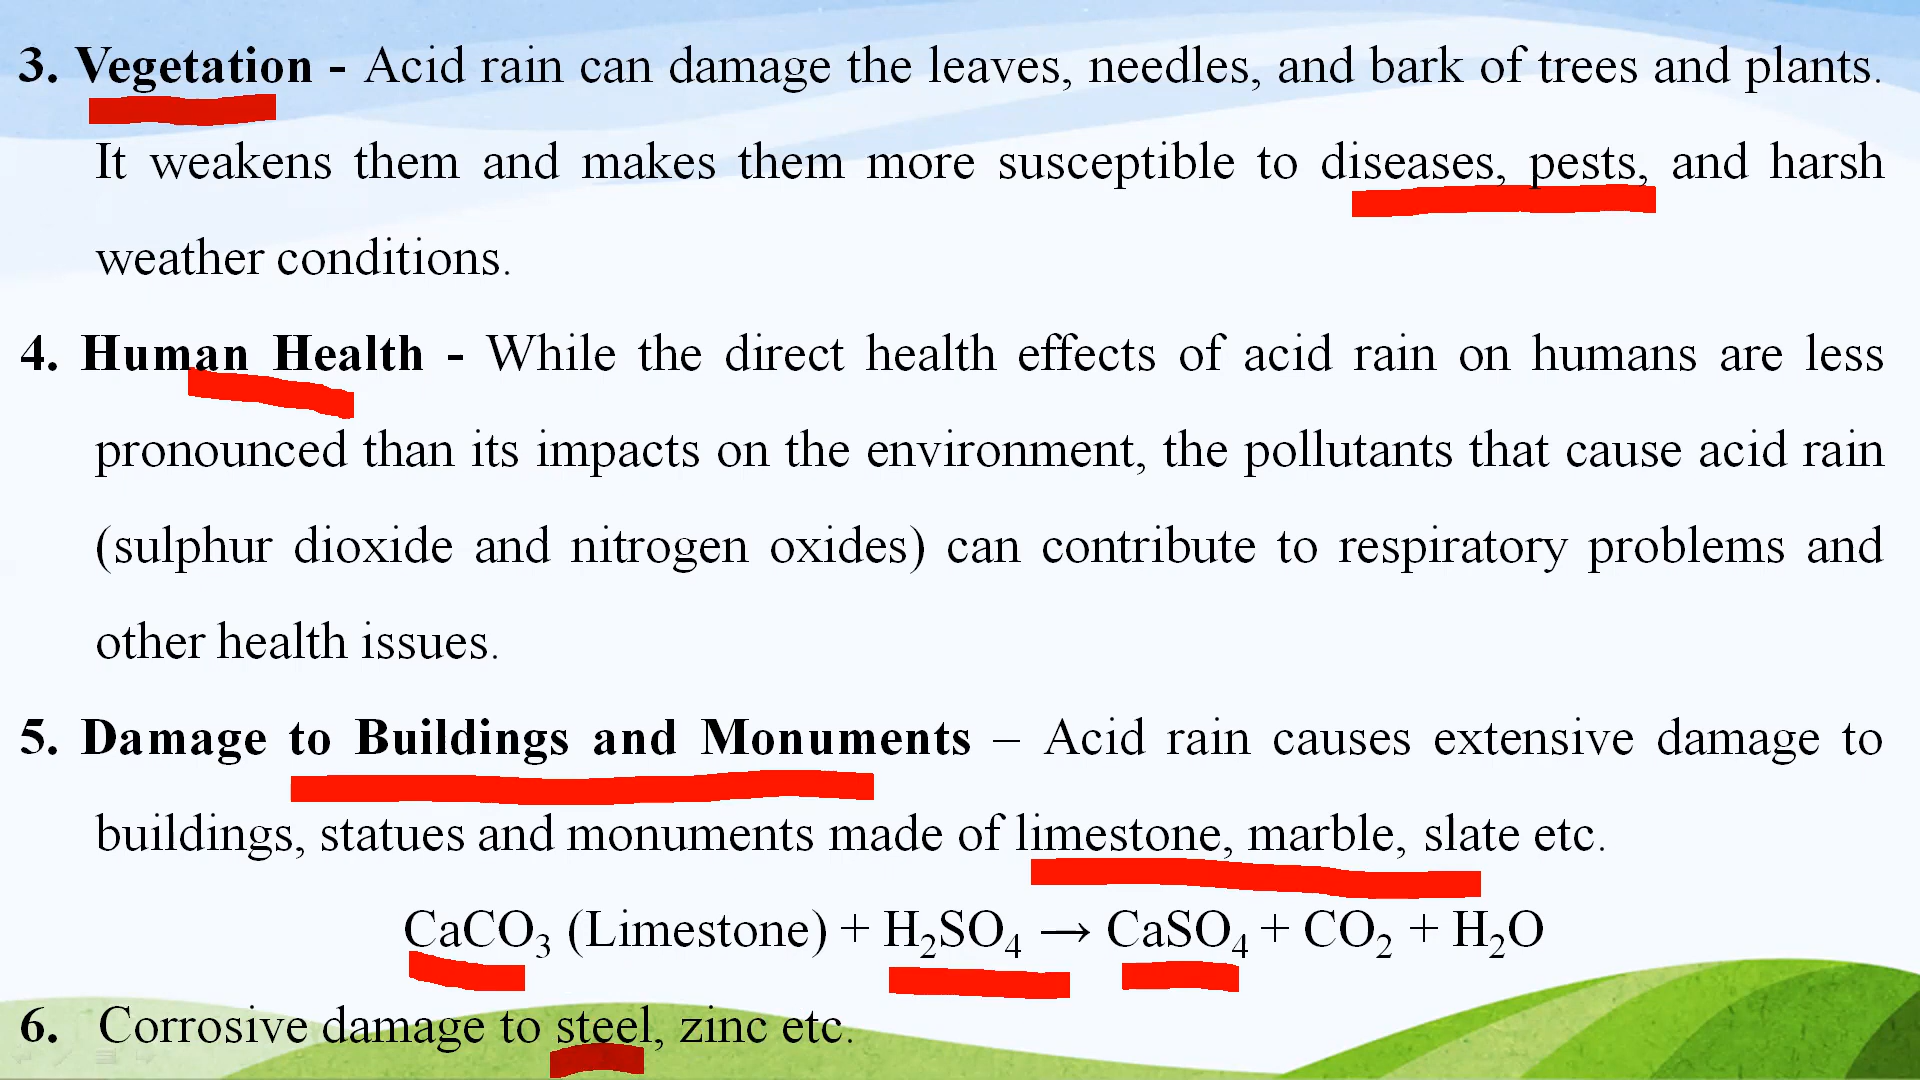 3. Vegetation - Acid rain can damage the leaves, needles, and bark of trees and plants.
It weakens them and makes them more susceptible to diseases, pests, and harsh
weather conditions.
4. Human Health - While the direct health effects of acid rain on humans are less
pronounced than its impacts on the environment, the pollutants that cause acid rain
(sulphur dioxide and nitrogen oxides) can contribute to respiratory problems and
other health issues.
5. Damage to Buildings and Monuments – Acid rain causes extensive damage to
buildings, statues and monuments made of limestone, marble, slate etc.
CaCO₃ (Limestone) + H₂SO₄ → CaSO₄ + CO₂ + H₂O
6. Corrosive damage to steel, zinc etc.